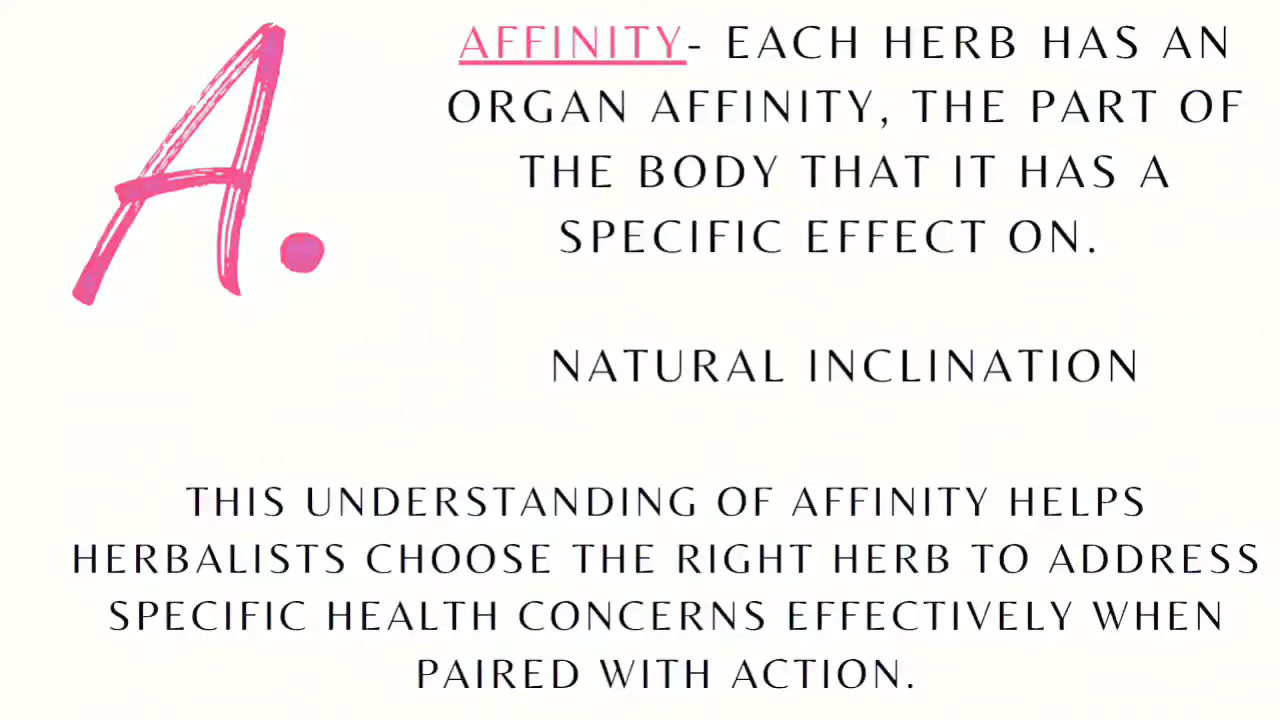 A.
AFFINITY- EACH HERB HAS AN
ORGAN AFFINITY, THE PART OF
THE BODY THAT IT HAS A
SPECIFIC EFFECT ON.
NATURAL INCLINATION
THIS UNDERSTANDING OF AFFINITY HELPS
HERBALISTS CHOOSE THE RIGHT HERB TO ADDRESS
SPECIFIC HEALTH CONCERNS EFFECTIVELY WHEN
PAIRED WITH ACTION.